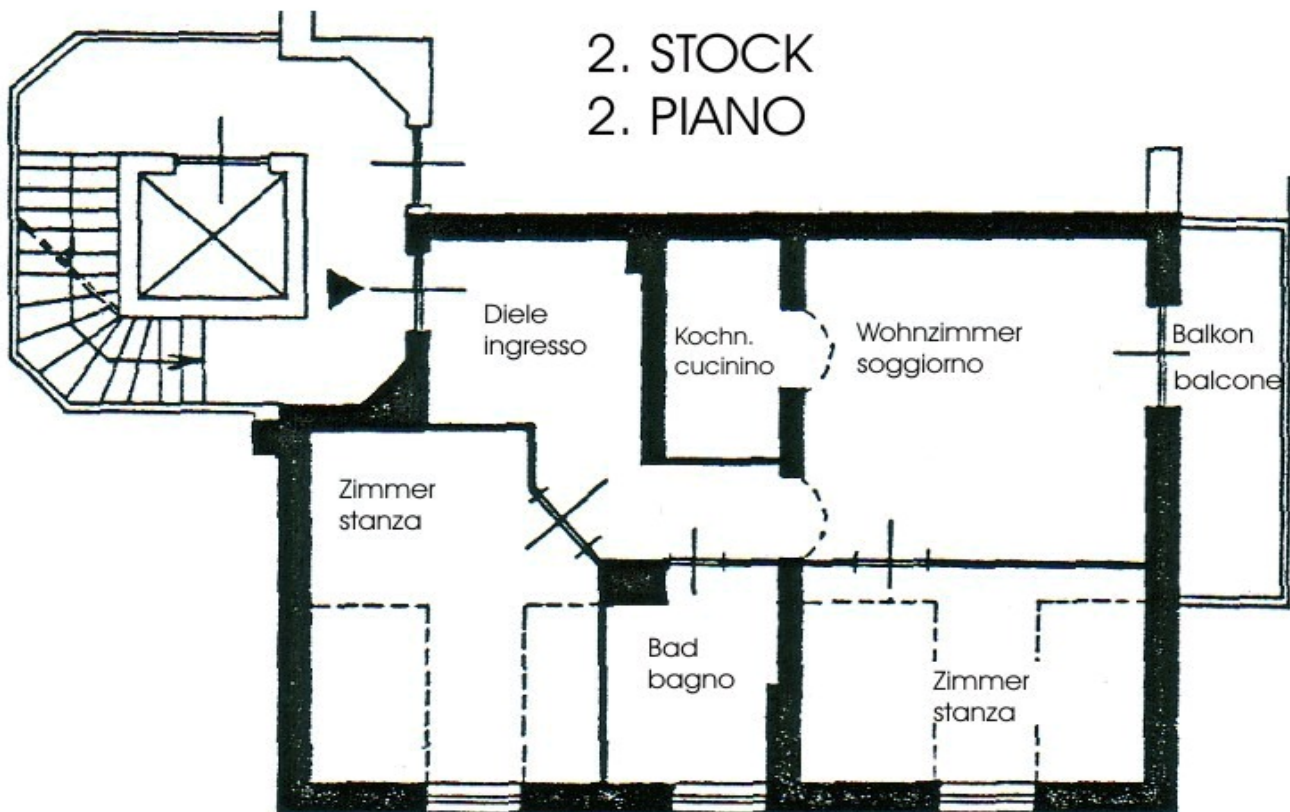 2. STOCK
2. PIANO
Diele
ingresso
Kochn.
cucinino
Wohnzimmer
soggiorno
Balkon
balcone
Zimmer
stanza
Bad
bagno
Zimmer
stanza